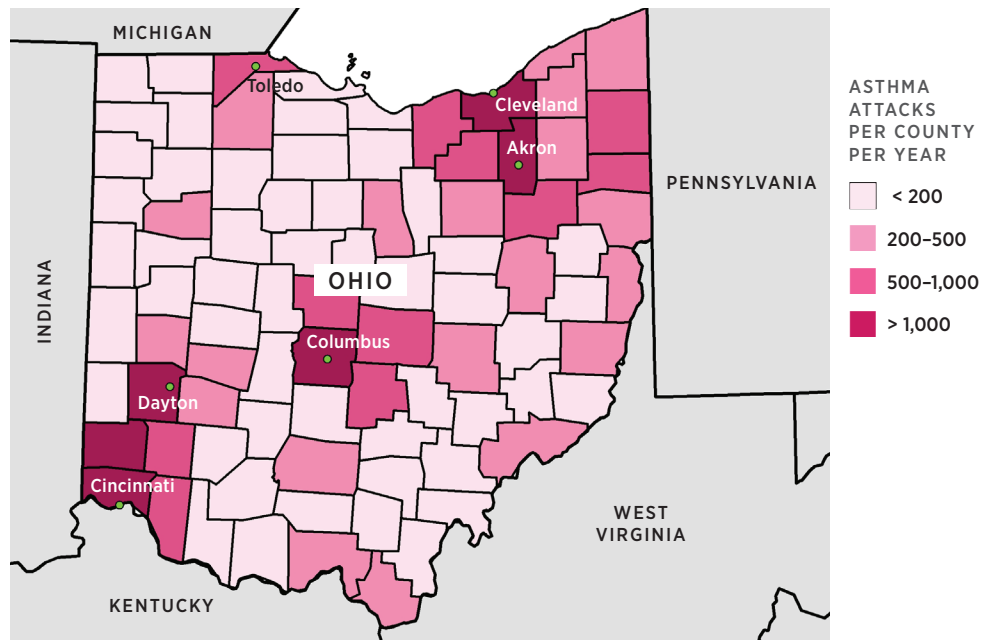 MICHIGAN
Toledo
Cleveland
Akron
PENNSYLVANIA
INDIANA
OHIO
Columbus
Dayton
Cincinnati
WEST
VIRGINIA
KENTUCKY
ASTHMA
ATTACKS
PER COUNTY
PER YEAR
< 200
200–500
500–1,000
> 1,000